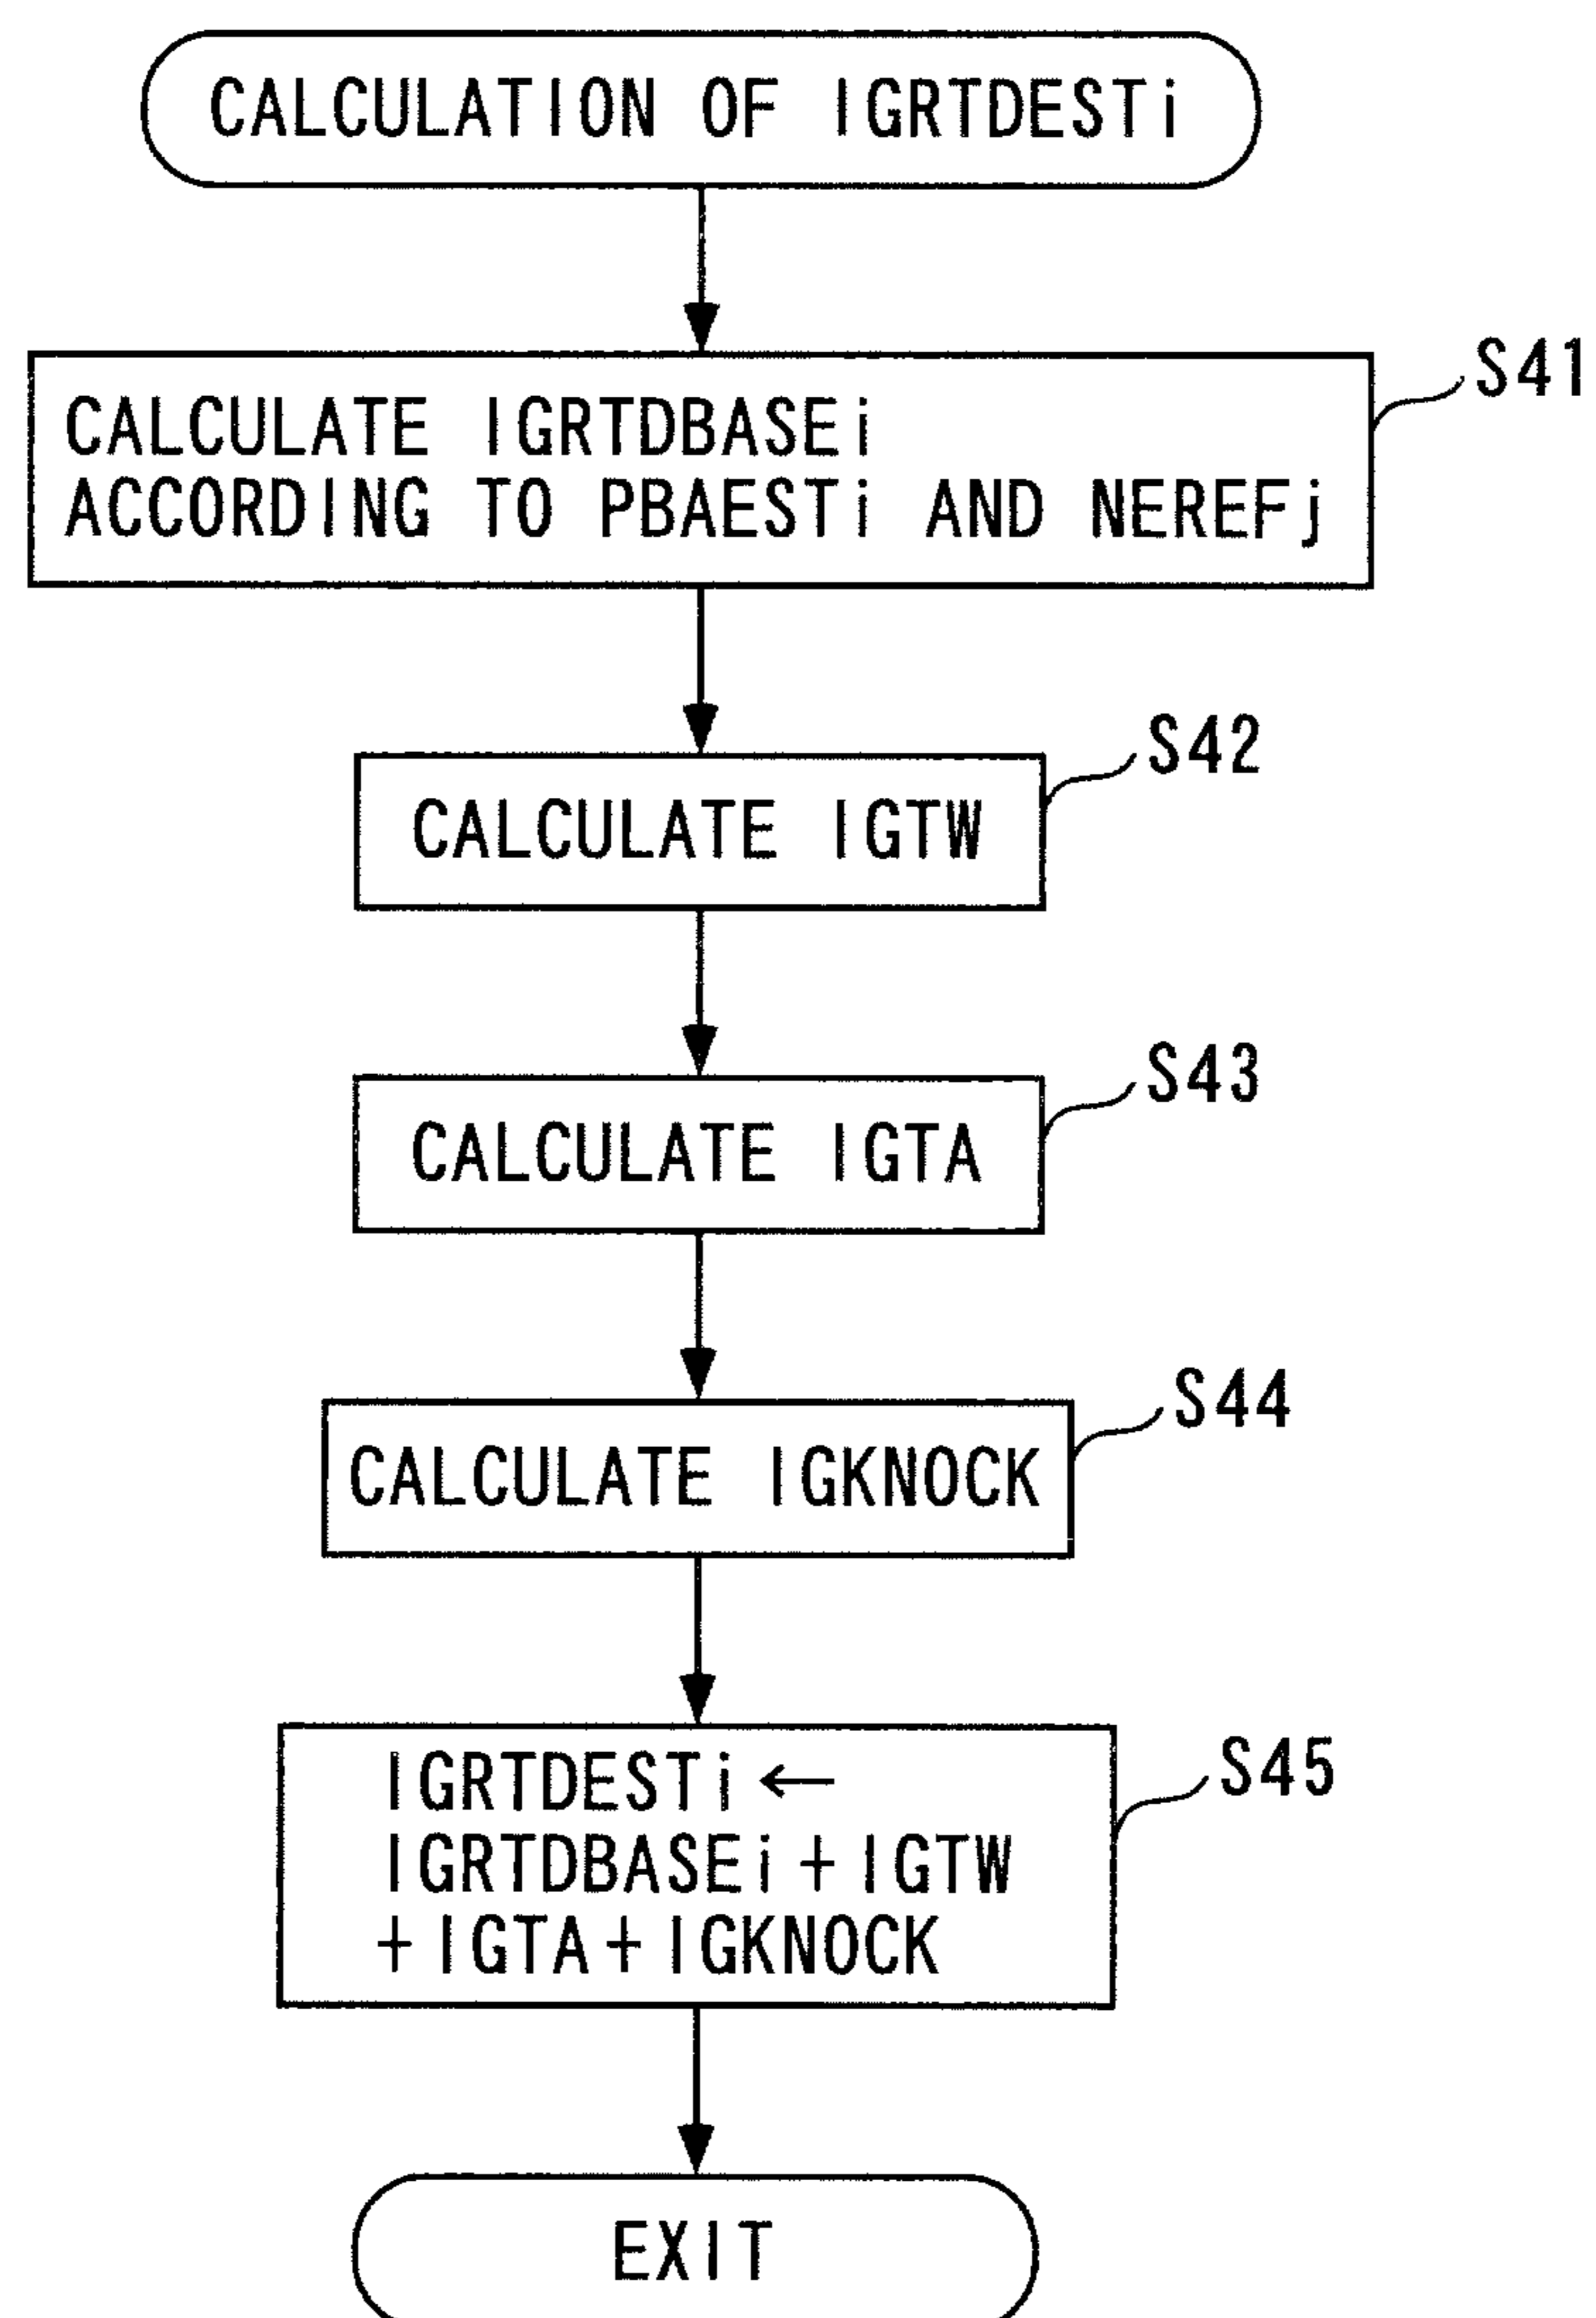 CALCULATION OF IGRTDESTi
S41
CALCULATE IGRTDBASEi
ACCORDING TO PBAESTi AND NEREFj
S42
CALCULATE IGTW
S43
CALCULATE IGTA
S44
CALCULATE IGKNOCK
S45
IGRTDESTi ←
IGRTDBASEi + IGTW
+ IGTA + IGKNOCK
EXIT